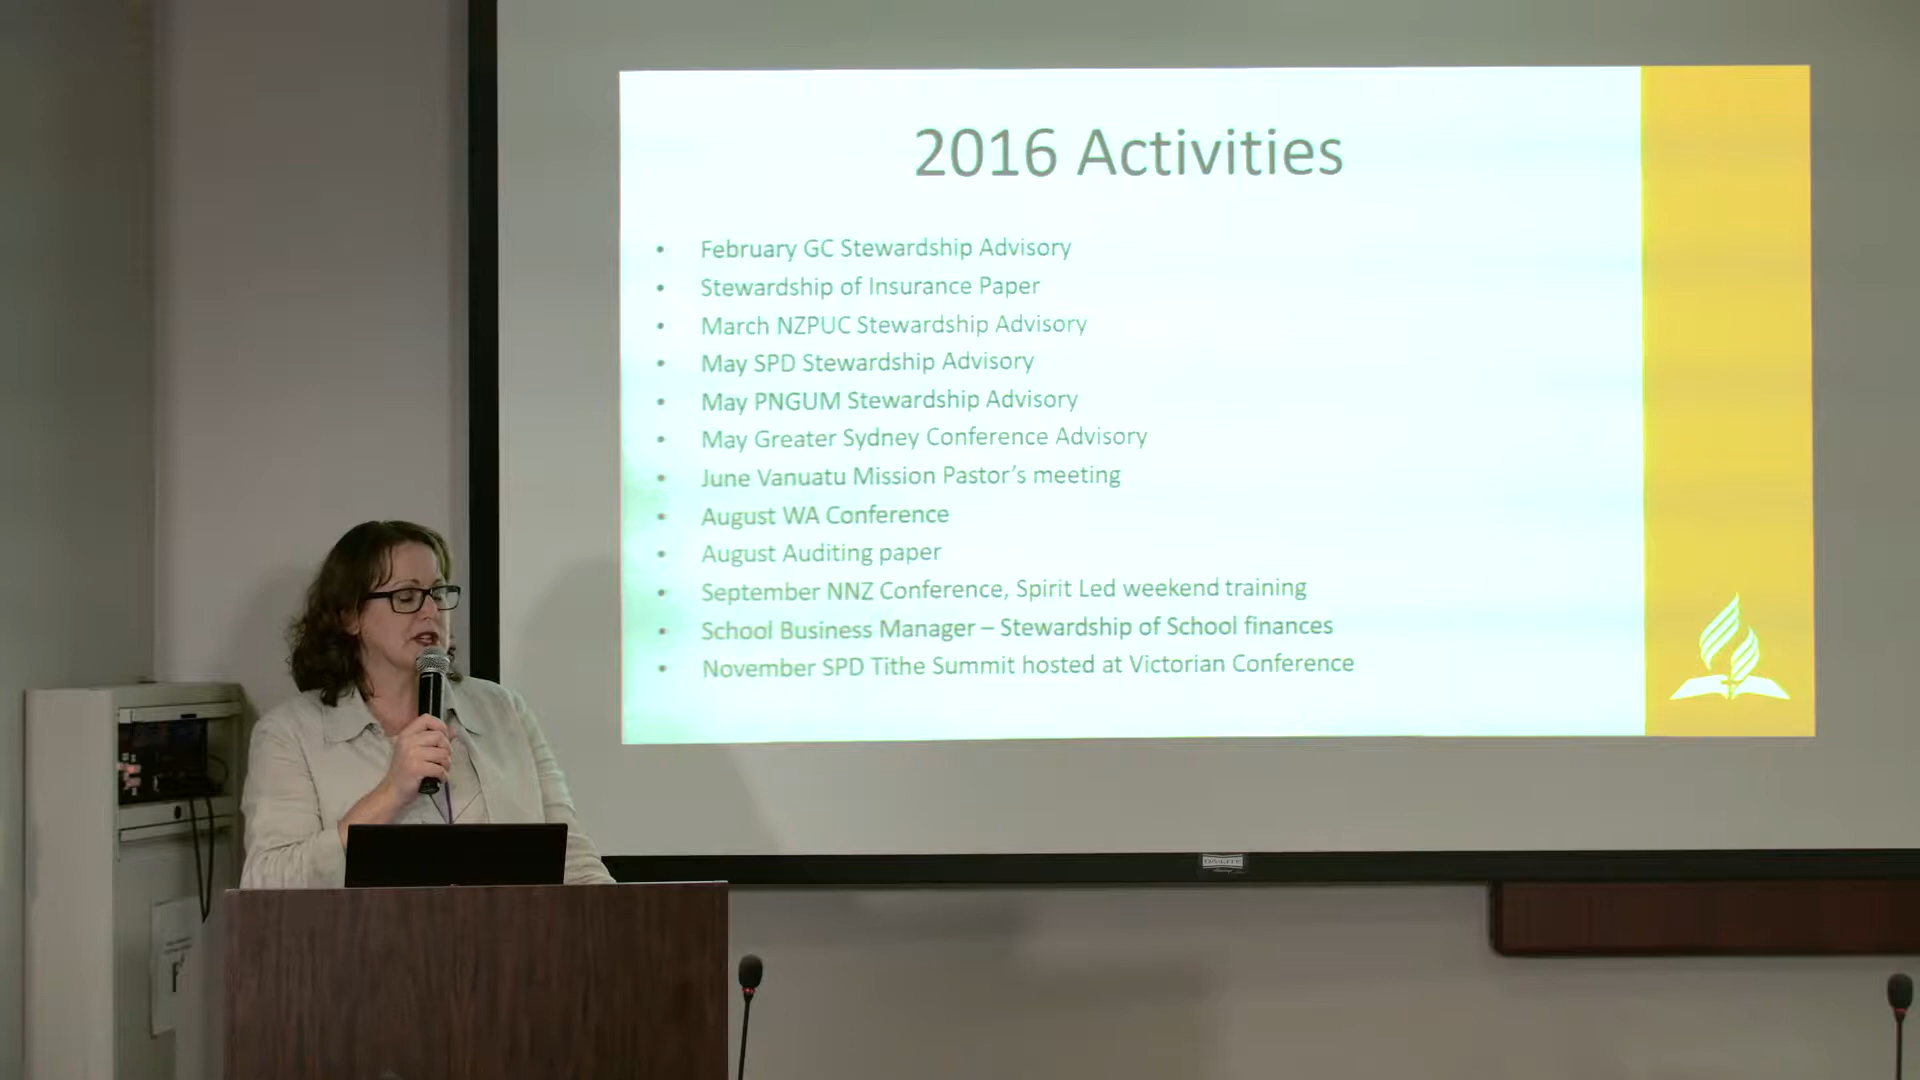 2016 Activities
• February GC Stewardship Advisory
• Stewardship of Insurance Paper
• March NZPUC Stewardship Advisory
• May SPD Stewardship Advisory
• May PNGUM Stewardship Advisory
• May Greater Sydney Conference Advisory
• June Vanuatu Mission Pastor’s meeting
• August WA Conference
• August Auditing paper
• September NNZ Conference, Spirit Led weekend training
• School Business Manager – Stewardship of School finances
• November SPD Tithe Summit hosted at Victorian Conference